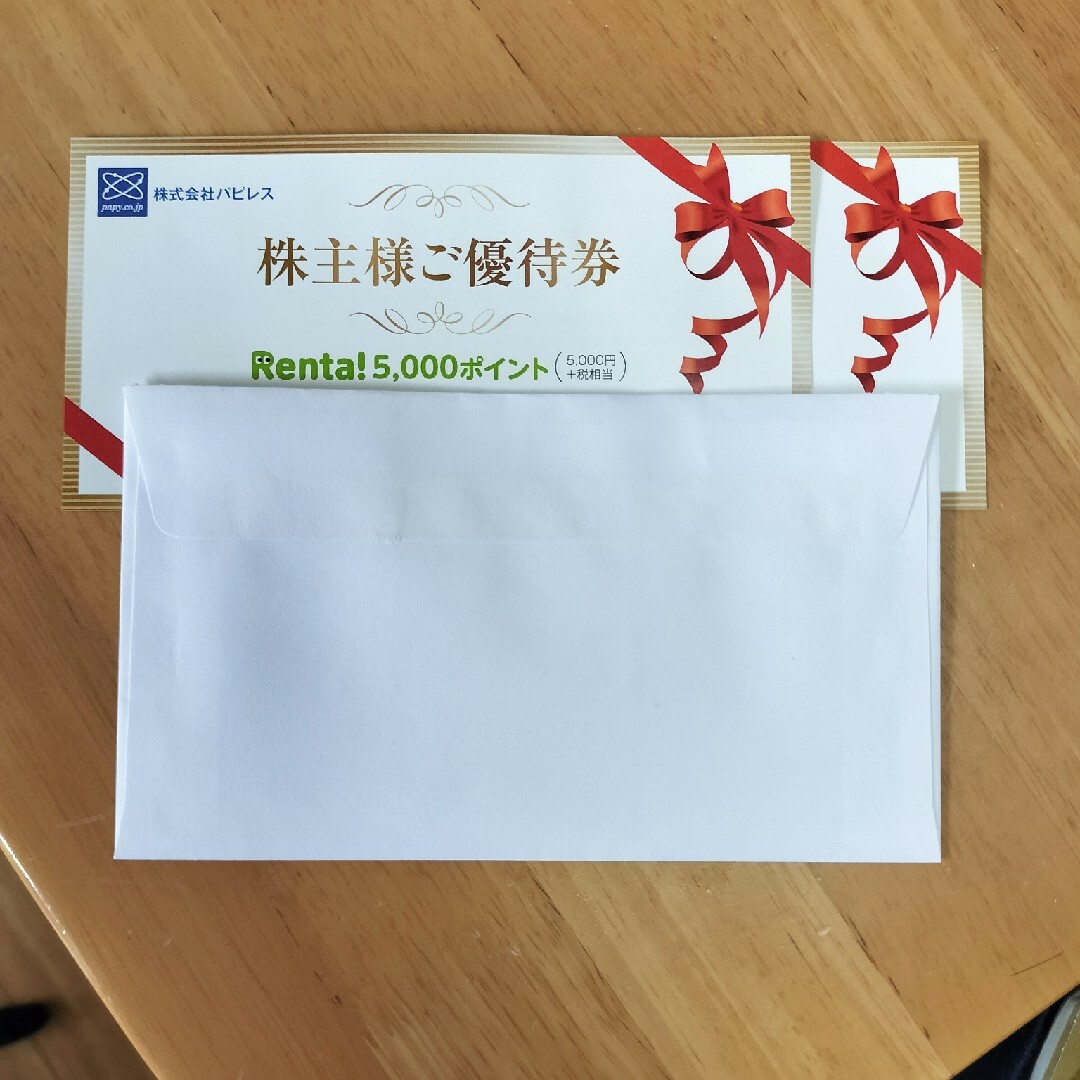 papy.co.jp
株式会社パピレス
株主様ご優待券
Renta! 5,000ポイント (5,000円
+税相当)